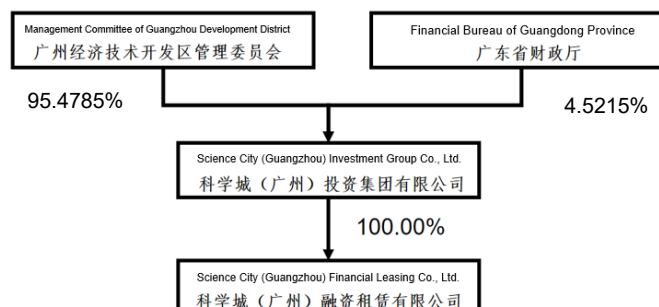 Management Committee of Guangzhou Development District
广州经济技术开发区管理委员会
Financial Bureau of Guangdong Province
广东省财政厅
95.4785%
4.5215%
Science City (Guangzhou) Investment Group Co., Ltd.
科学城（广州）投资集团有限公司
100.00%
Science City (Guangzhou) Financial Leasing Co., Ltd.
科学城（广州）融资租赁有限公司